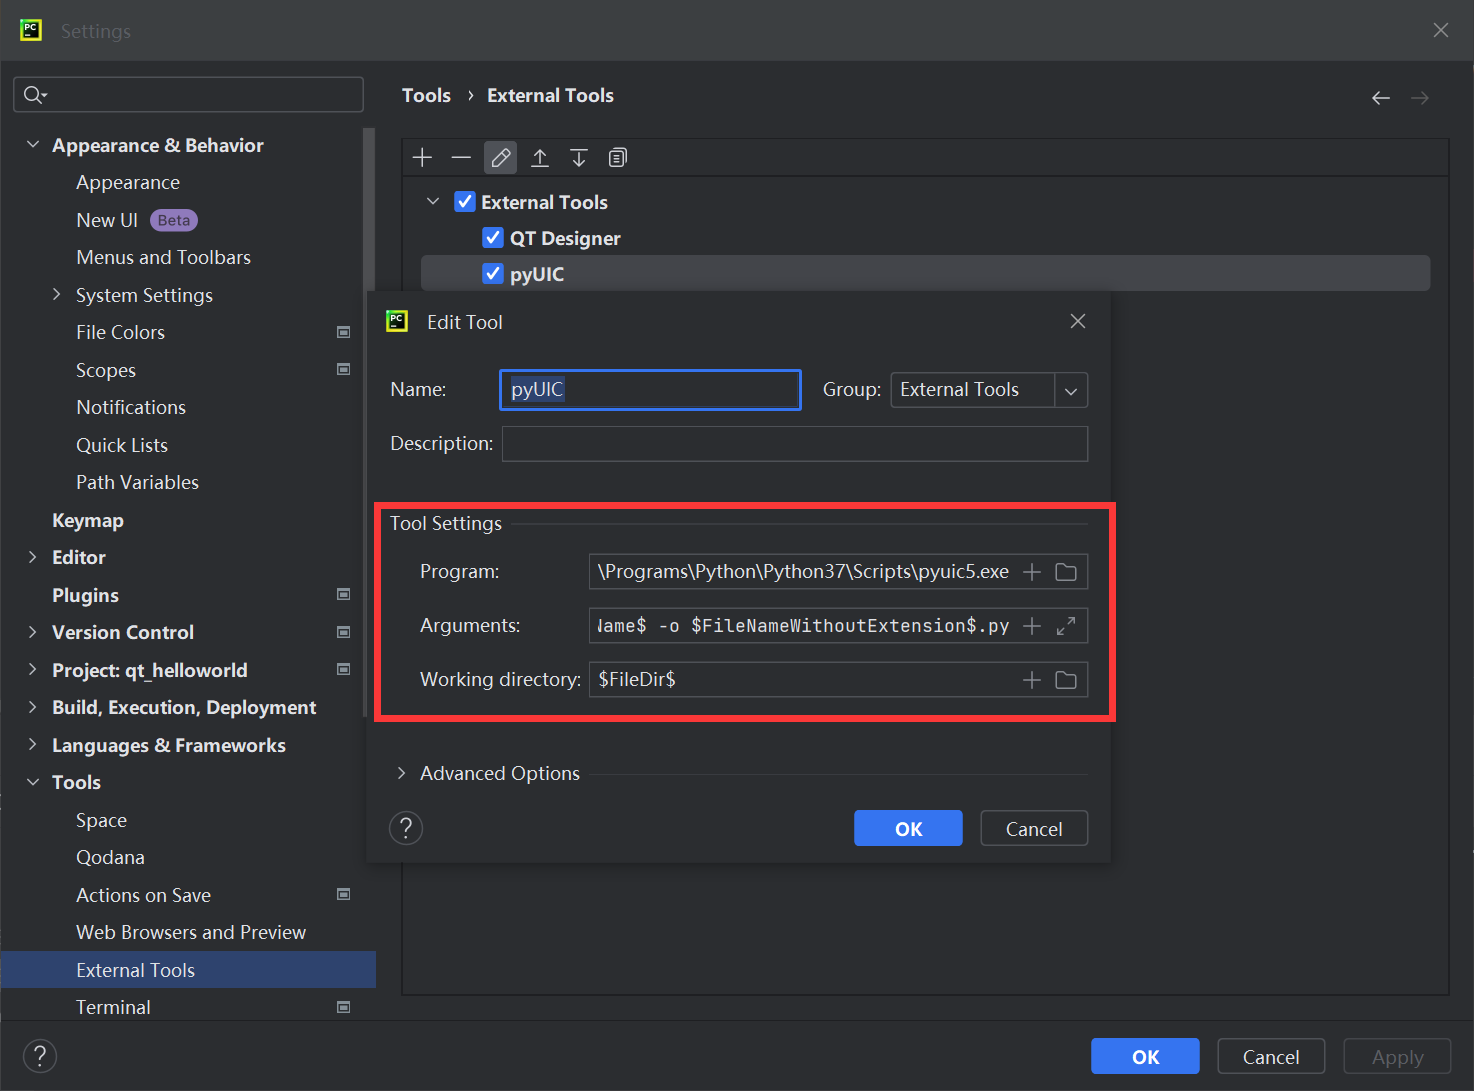 Settings
Tools › External Tools
Appearance & Behavior
Appearance
New UI Beta
Menus and Toolbars
System Settings
File Colors
Scopes
Notifications
Quick Lists
Path Variables
Keymap
Editor
Plugins
Version Control
Project: qt_helloworld
Build, Execution, Deployment
Languages & Frameworks
Tools
Space
Qodana
Actions on Save
Web Browsers and Preview
External Tools
Terminal
External Tools
QT Designer
pyUIC
Edit Tool
Name: pyUIC Group: External Tools
Description:
Tool Settings
Program: \Programs\Python\Python37\Scripts\pyuic5.exe
Arguments: Name$ -o $FileNameWithoutExtension$.py
Working directory: $FileDir$
Advanced Options
? OK Cancel
? OK Cancel Apply